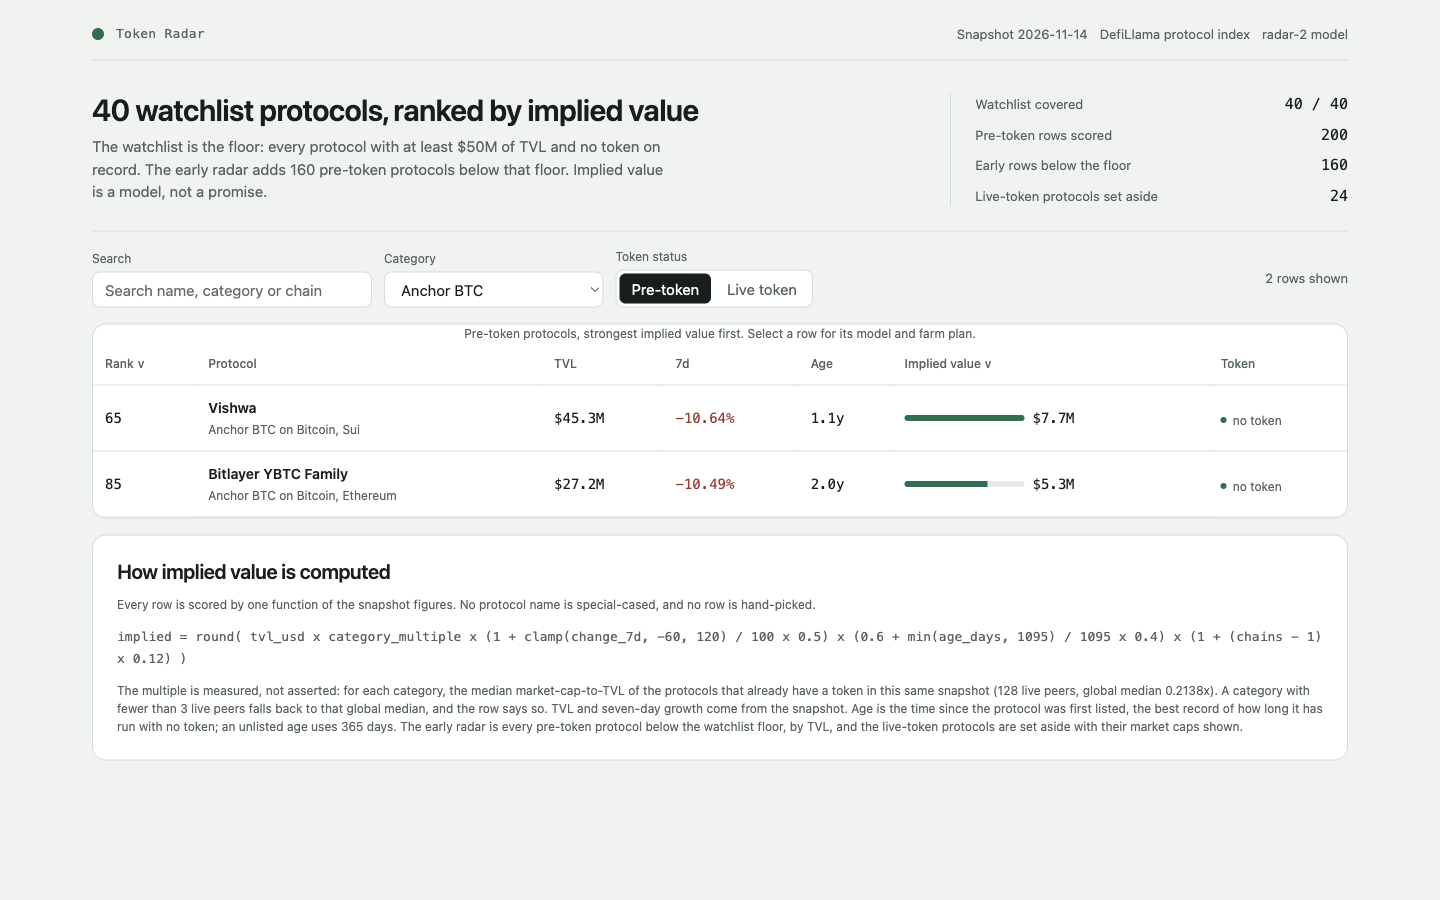 Token Radar
Snapshot 2026-11-14 DefiLlama protocol index radar-2 model
40 watchlist protocols, ranked by implied value
The watchlist is the floor: every protocol with at least $50M of TVL and no token on
record. The early radar adds 160 pre-token protocols below that floor. Implied value
is a model, not a promise.
Watchlist covered 40 / 40
Pre-token rows scored 200
Early rows below the floor 160
Live-token protocols set aside 24
Search
Search name, category or chain
Category
Anchor BTC
Token status
Pre-token Live token
2 rows shown
Pre-token protocols, strongest implied value first. Select a row for its model and farm plan.
Rank v Protocol TVL 7d Age Implied value v Token
65 Vishwa $45.3M −10.64% 1.1y $7.7M no token
Anchor BTC on Bitcoin, Sui
85 Bitlayer YBTC Family $27.2M −10.49% 2.0y $5.3M no token
Anchor BTC on Bitcoin, Ethereum
How implied value is computed
Every row is scored by one function of the snapshot figures. No protocol name is special-cased, and no row is hand-picked.
implied = round( tvl_usd x category_multiple x (1 + clamp(change_7d, −60, 120) / 100 x 0.5) x (0.6 + min(age_days, 1095) / 1095 x 0.4) x (1 + (chains − 1)
x 0.12) )
The multiple is measured, not asserted: for each category, the median market-cap-to-TVL of the protocols that already have a token in this same snapshot (128 live peers, global median 0.2138x). A category with
fewer than 3 live peers falls back to that global median, and the row says so. TVL and seven-day growth come from the snapshot. Age is the time since the protocol was first listed, the best record of how long it has
run with no token; an unlisted age uses 365 days. The early radar is every pre-token protocol below the watchlist floor, by TVL, and the live-token protocols are set aside with their market caps shown.